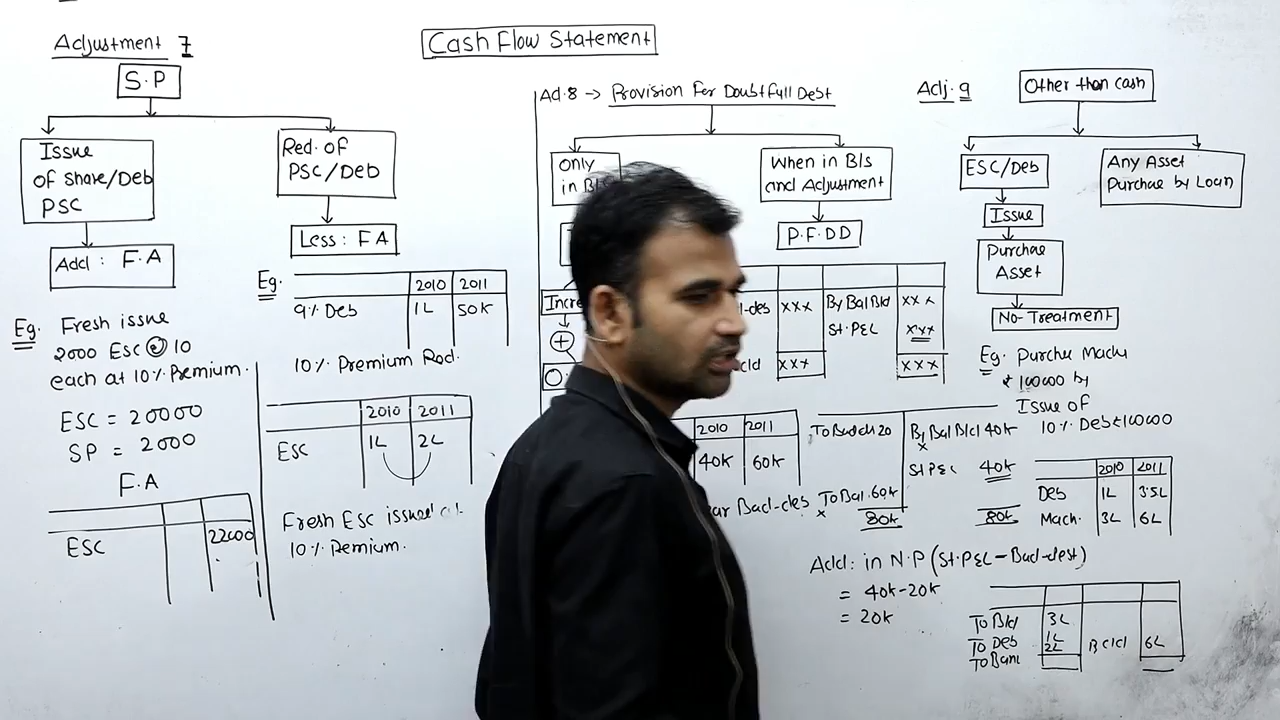 Cash Flow Statement
Adjustment 7
S.P
Issue
of Share/Deb
PSC
Add : F.A
Red. of
PSC/Deb
Less: FA
Eg. Fresh issue
2000 ESC @ 10
each at 10% Premium.
ESC = 20000
SP = 2000
F.A
ESC 22000
Eg.
2010 2011
9% Deb 1L 50K
10% Premium Red.
2010 2011
ESC 1L 2L
Fresh ESC issued
10% Premium.
Ad.8 → Provision For Doubtfull Debt
Only
in
Incre
+
O.
When in B/s
and Adjustment
P.F.DD
xxx By Bal B/d xxx
St. P&L xxx
xxx xxx
2010 2011
40K 60K
To Bad 20 By Bal B/d 40K
St P&L 40K
To Bal. 60K
80K 80K
Add: in N.P (St. P&L - Bad-dest)
= 40K-20K
= 20K
Adj. 9
Other than cash
ESC/Deb
Issue
Purchae
Asset
No-Treatment
Any Asset
Purchae by Loan
Eg. Purchae Machi
₹ 100000 by
Issue of
10% Deb ₹100000
2010 2011
Deb 1L 3.5L
Mach. 3L 6L
To B/d 3L
To Deb 1L B c/d 6L
To Bank 2L